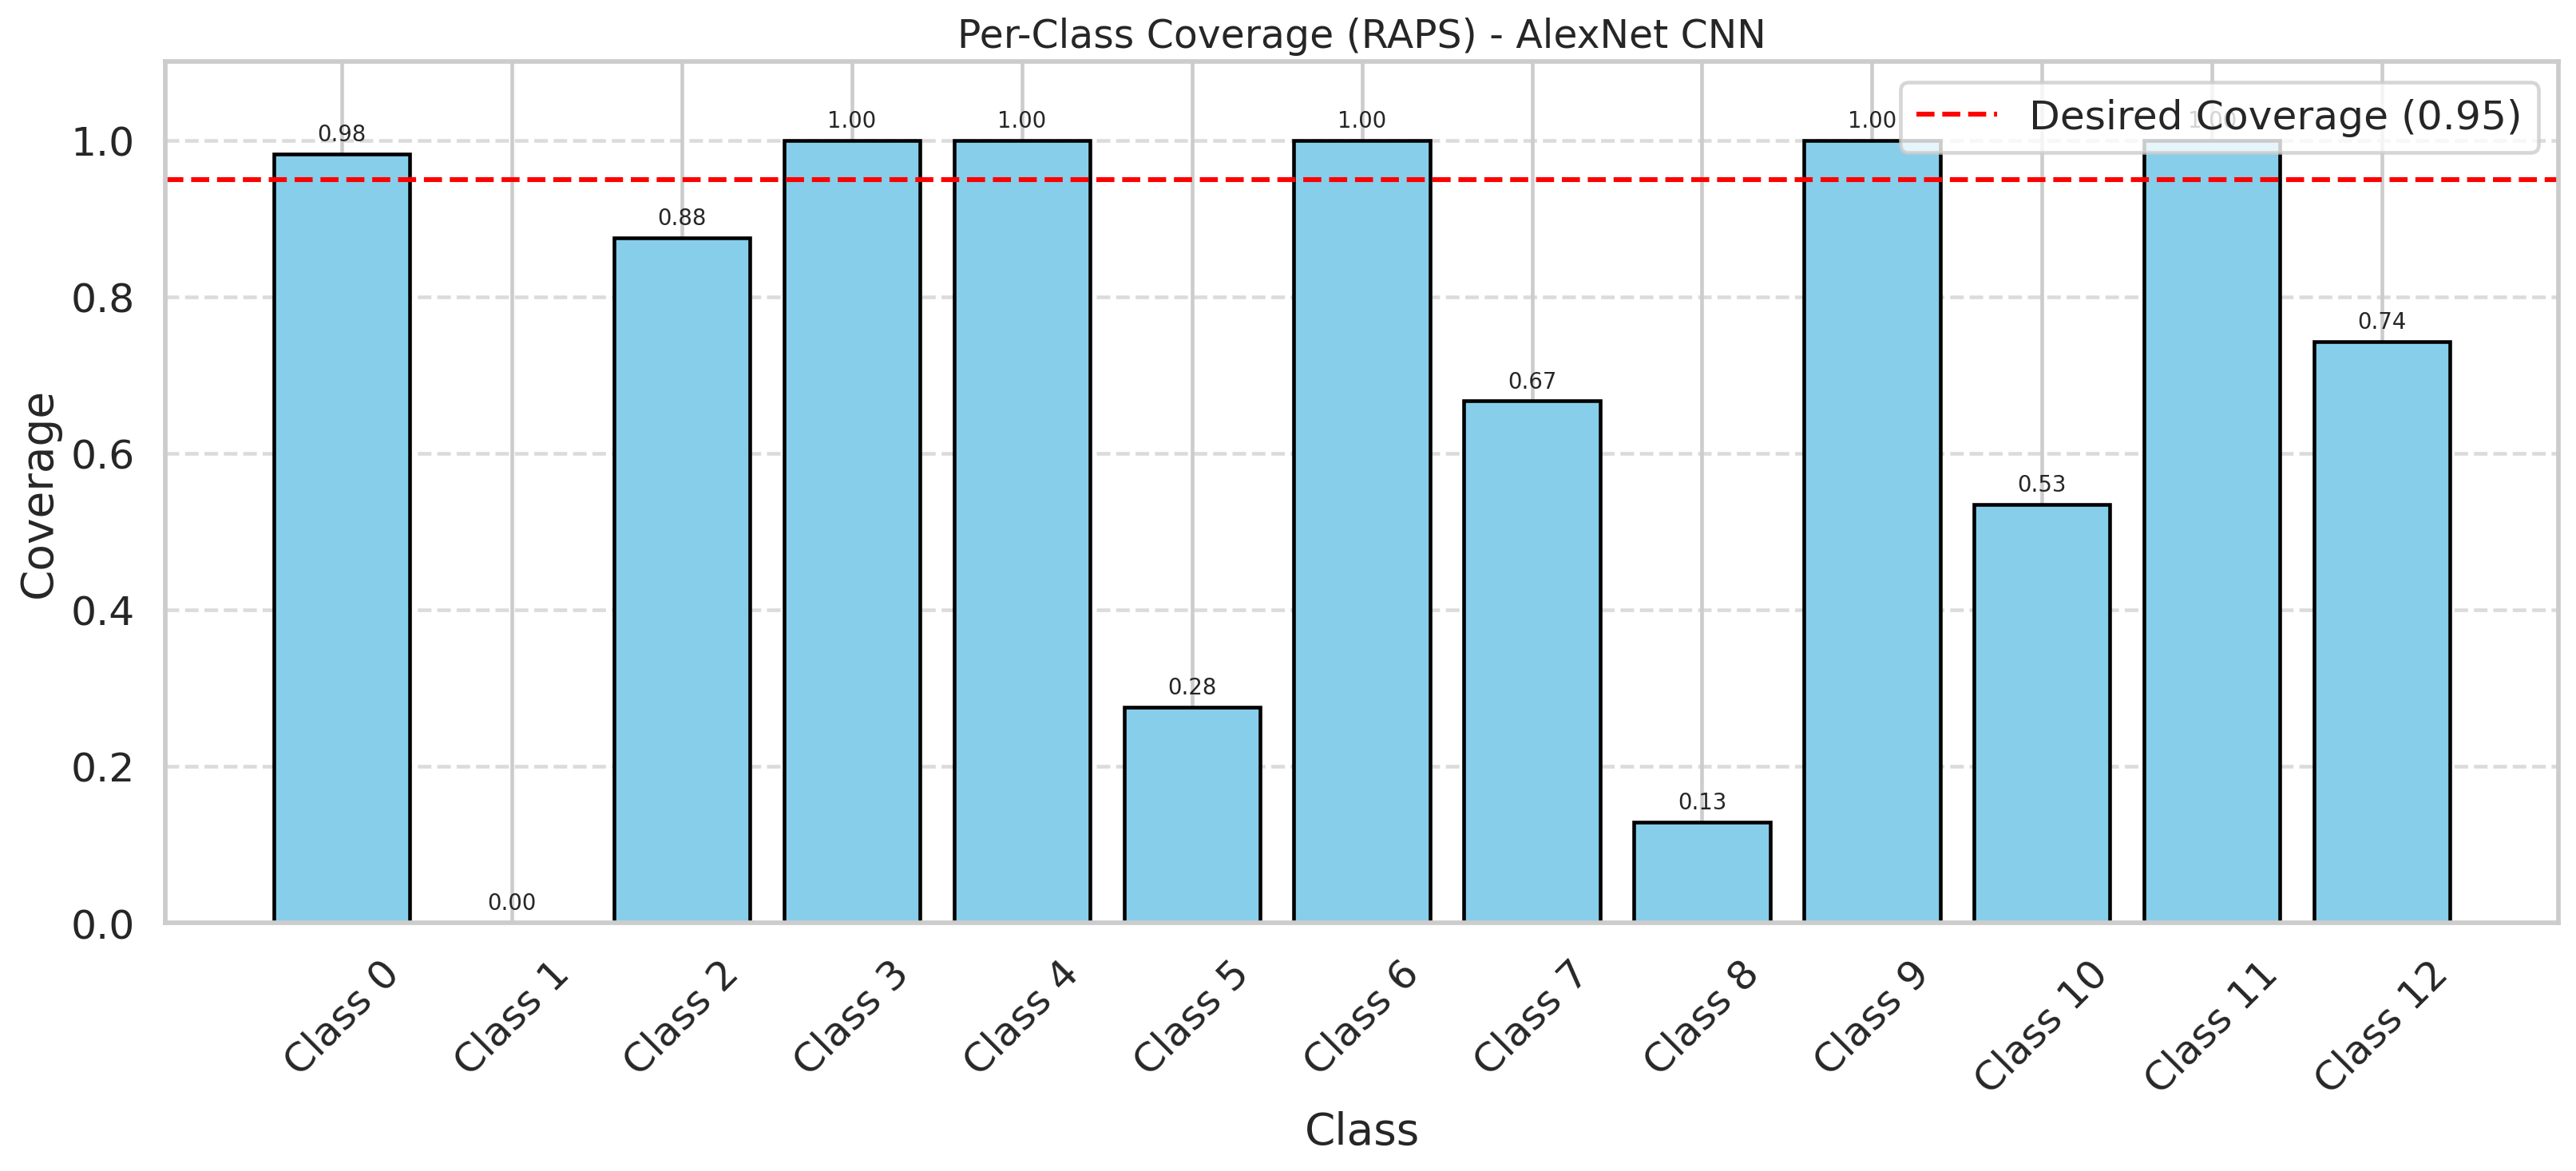 Per-Class Coverage (RAPS) - AlexNet CNN
Desired Coverage (0.95)
Coverage
1.0
0.8
0.6
0.4
0.2
0.0
0.98
0.00
0.88
1.00
1.00
0.28
1.00
0.67
0.13
1.00
0.53
1.00
0.74
Class 0
Class 1
Class 2
Class 3
Class 4
Class 5
Class 6
Class 7
Class 8
Class 9
Class 10
Class 11
Class 12
Class